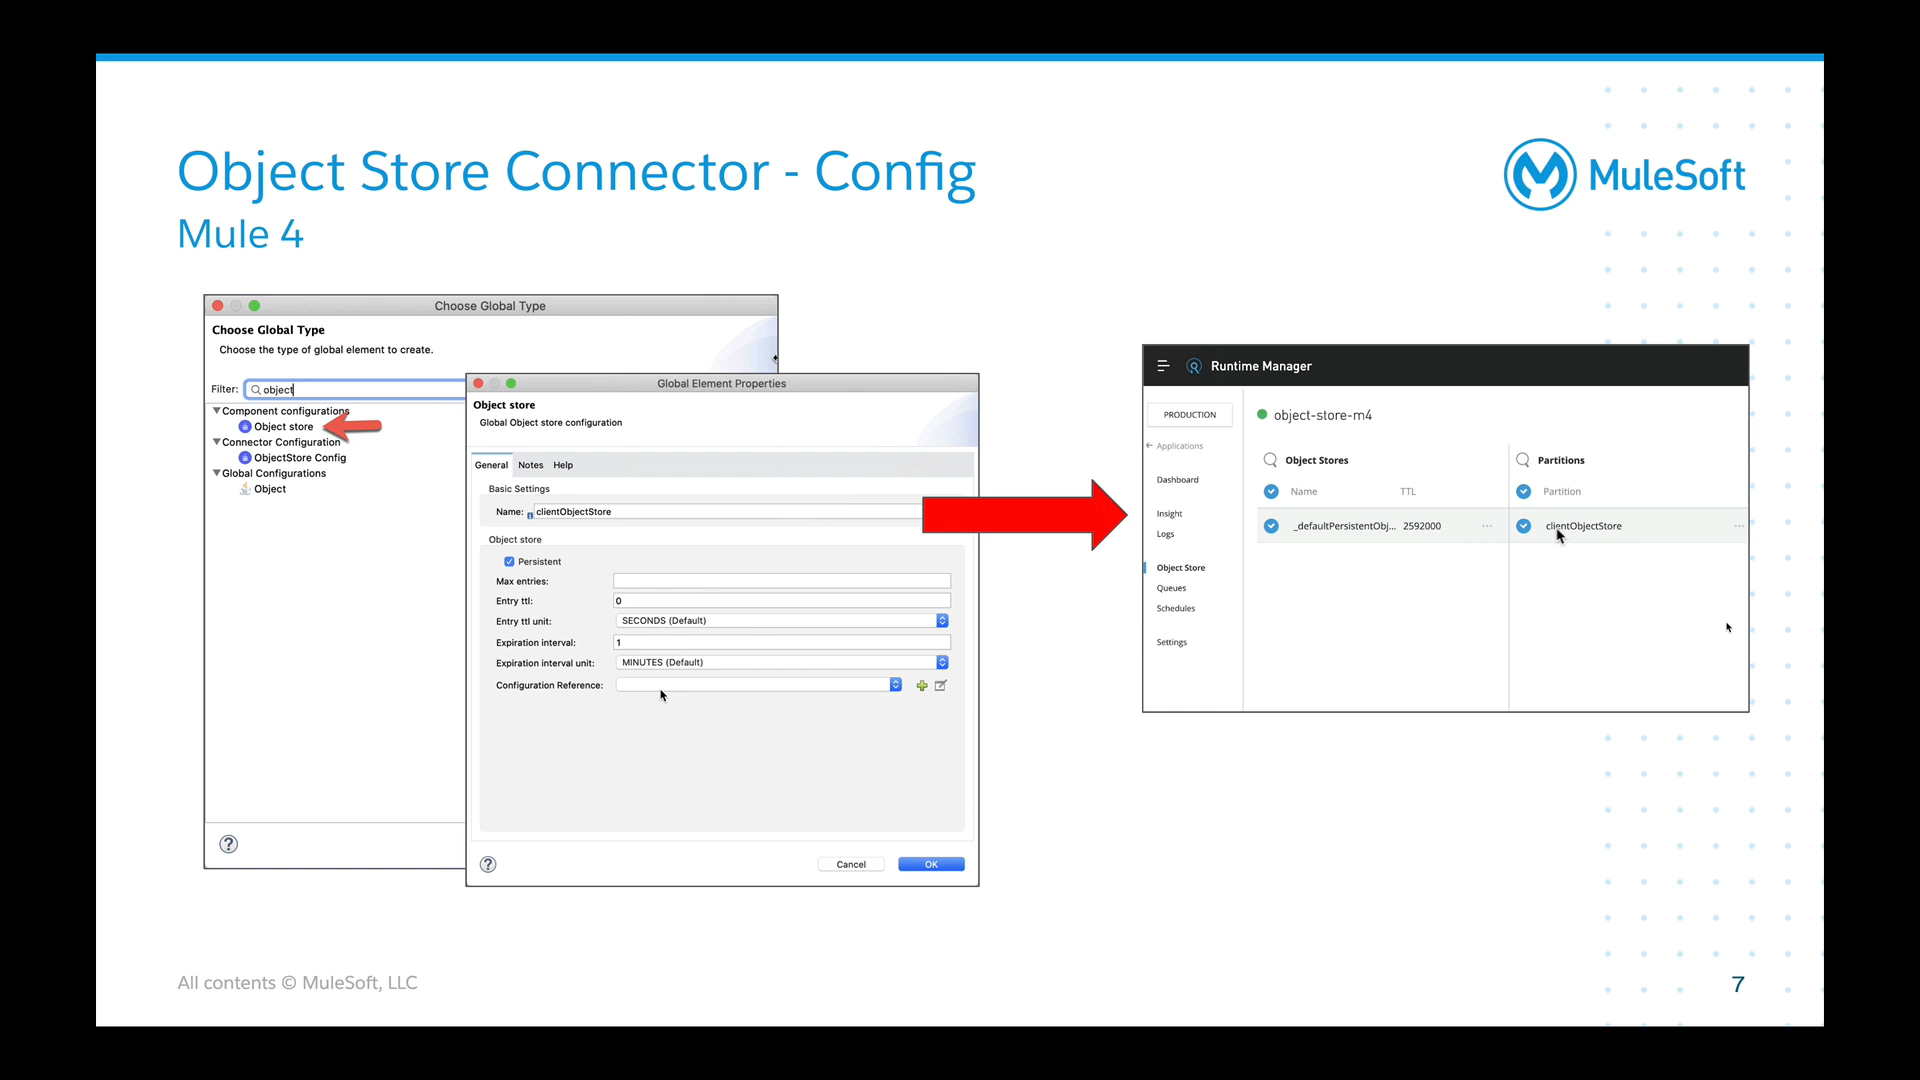 Object Store Connector - Config
Mule 4
MuleSoft
Choose Global Type
Choose Global Type
Choose the type of global element to create.
Filter: object
Component configurations
Object store
Connector Configuration
ObjectStore Config
Global Configurations
Object
?
Global Element Properties
Object store
Global Object store configuration
General Notes Help
Basic Settings
Name: clientObjectStore
Object store
Persistent
Max entries:
Entry ttl: 0
Entry ttl unit: SECONDS (Default)
Expiration interval: 1
Expiration interval unit: MINUTES (Default)
Configuration Reference:
? Cancel OK
Runtime Manager
PRODUCTION
Applications
Dashboard
Insight
Logs
Object Store
Queues
Schedules
Settings
object-store-m4
Object Stores Partitions
Name TTL Partition
_defaultPersistentObj... 2592000 ... clientObjectStore ...
All contents © MuleSoft, LLC
7